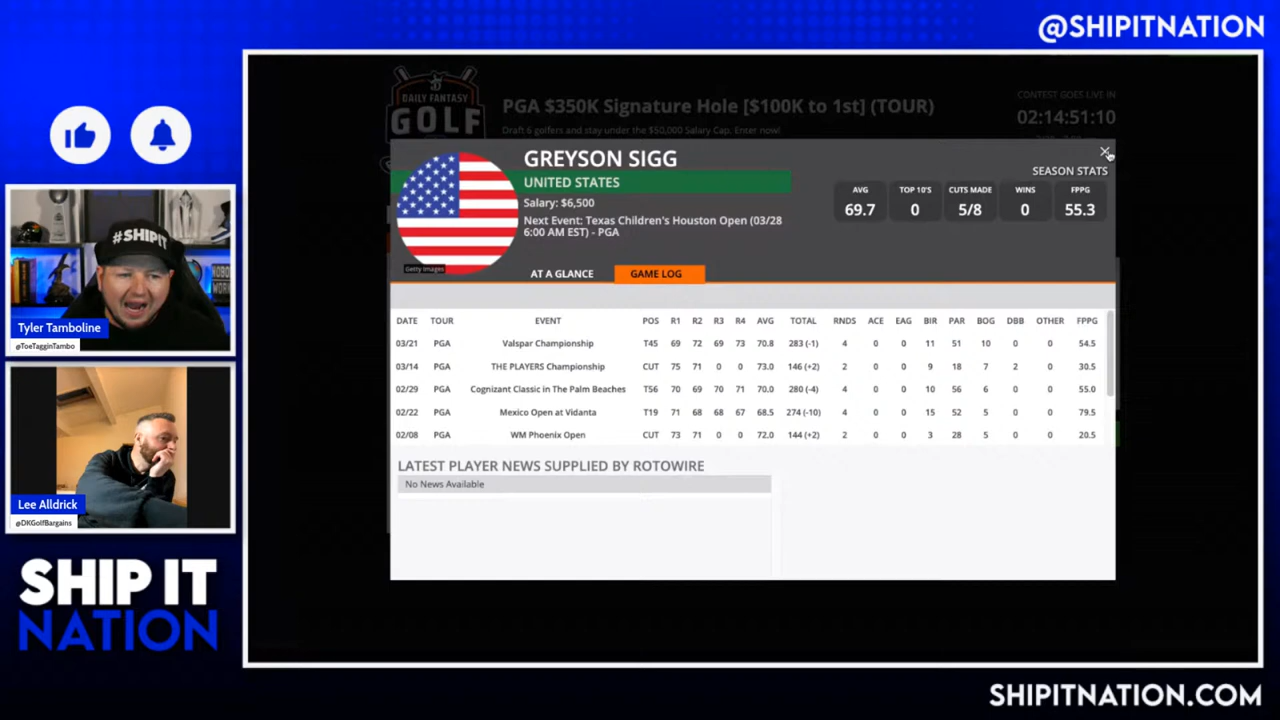 @SHIPITNATION
DAILY FANTASY
GOLF
PGA $350K Signature Hole [$100K to 1st] (TOUR)
Draft 6 golfers and stay under the $50,000 Salary Cap. Enter now!
CONTEST GOES LIVE IN
02:14:51:10
GREYSON SIGG
UNITED STATES
Salary: $6,500
Next Event: Texas Children's Houston Open (03/28
6:00 AM EST) - PGA
Getty Images
SEASON STATS
AVG TOP 10'S CUTS MADE WINS FPPG
69.7 0 5/8 0 55.3
AT A GLANCE GAME LOG
DATE TOUR EVENT POS R1 R2 R3 R4 AVG TOTAL RNDS ACE EAG BIR PAR BOG DBB OTHER FPPG
03/21 PGA Valspar Championship T45 69 72 69 73 70.8 283 (-1) 4 0 0 11 51 10 0 0 54.5
03/14 PGA THE PLAYERS Championship CUT 75 71 0 0 73.0 146 (+2) 2 0 0 9 18 7 2 0 30.5
02/29 PGA Cognizant Classic in The Palm Beaches T56 70 69 70 71 70.0 280 (-4) 4 0 0 10 56 6 0 0 55.0
02/22 PGA Mexico Open at Vidanta T19 71 68 68 67 68.5 274 (-10) 4 0 0 15 52 5 0 0 79.5
02/08 PGA WM Phoenix Open CUT 73 71 0 0 72.0 144 (+2) 2 0 0 3 28 5 0 0 20.5
LATEST PLAYER NEWS SUPPLIED BY ROTOWIRE
No News Available
#SHIPIT
Tyler Tamboline
@ToeTagginTambo
Lee Alldrick
@DKGolfBargains
SHIP IT
NATION
SHIPITNATION.COM